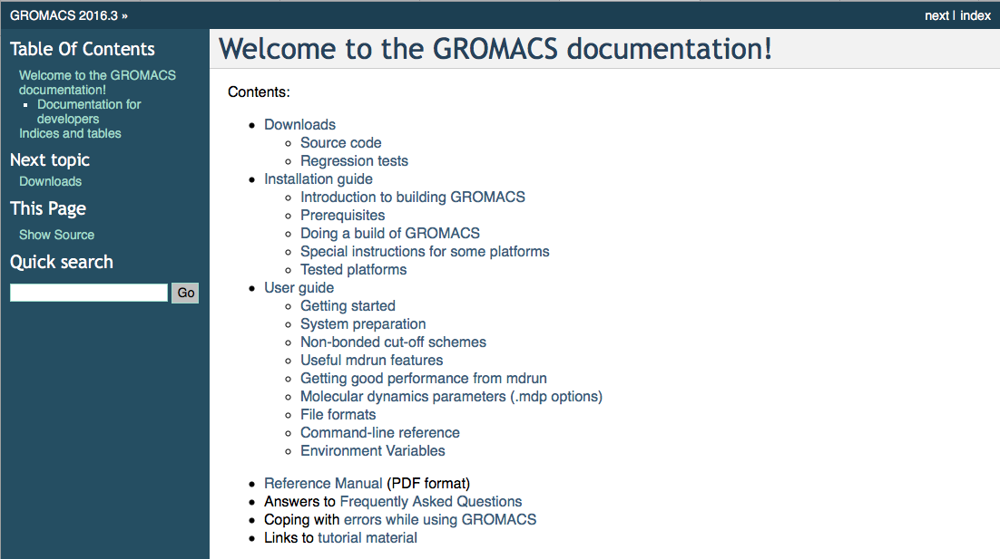 GROMACS 2016.3 »
next | index
Table Of Contents
Welcome to the GROMACS
documentation!
Documentation for
developers
Indices and tables
Next topic
Downloads
This Page
Show Source
Quick search
Go
Welcome to the GROMACS documentation!
Contents:
Downloads
Source code
Regression tests
Installation guide
Introduction to building GROMACS
Prerequisites
Doing a build of GROMACS
Special instructions for some platforms
Tested platforms
User guide
Getting started
System preparation
Non-bonded cut-off schemes
Useful mdrun features
Getting good performance from mdrun
Molecular dynamics parameters (.mdp options)
File formats
Command-line reference
Environment Variables
Reference Manual (PDF format)
Answers to Frequently Asked Questions
Coping with errors while using GROMACS
Links to tutorial material